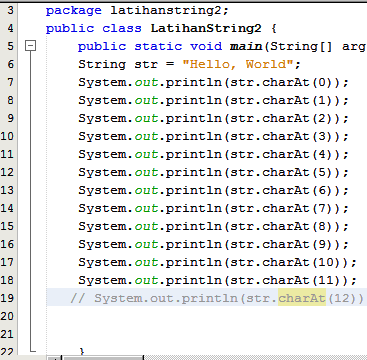 3 package latihanstring2;
4 public class LatihanString2 {
5 public static void main(String[] arg
6 String str = "Hello, World";
7 System.out.println(str.charAt(0));
8 System.out.println(str.charAt(1));
9 System.out.println(str.charAt(2));
10 System.out.println(str.charAt(3));
11 System.out.println(str.charAt(4));
12 System.out.println(str.charAt(5));
13 System.out.println(str.charAt(6));
14 System.out.println(str.charAt(7));
15 System.out.println(str.charAt(8));
16 System.out.println(str.charAt(9));
17 System.out.println(str.charAt(10));
18 System.out.println(str.charAt(11));
19 // System.out.println(str.charAt(12))
20
21
22 }